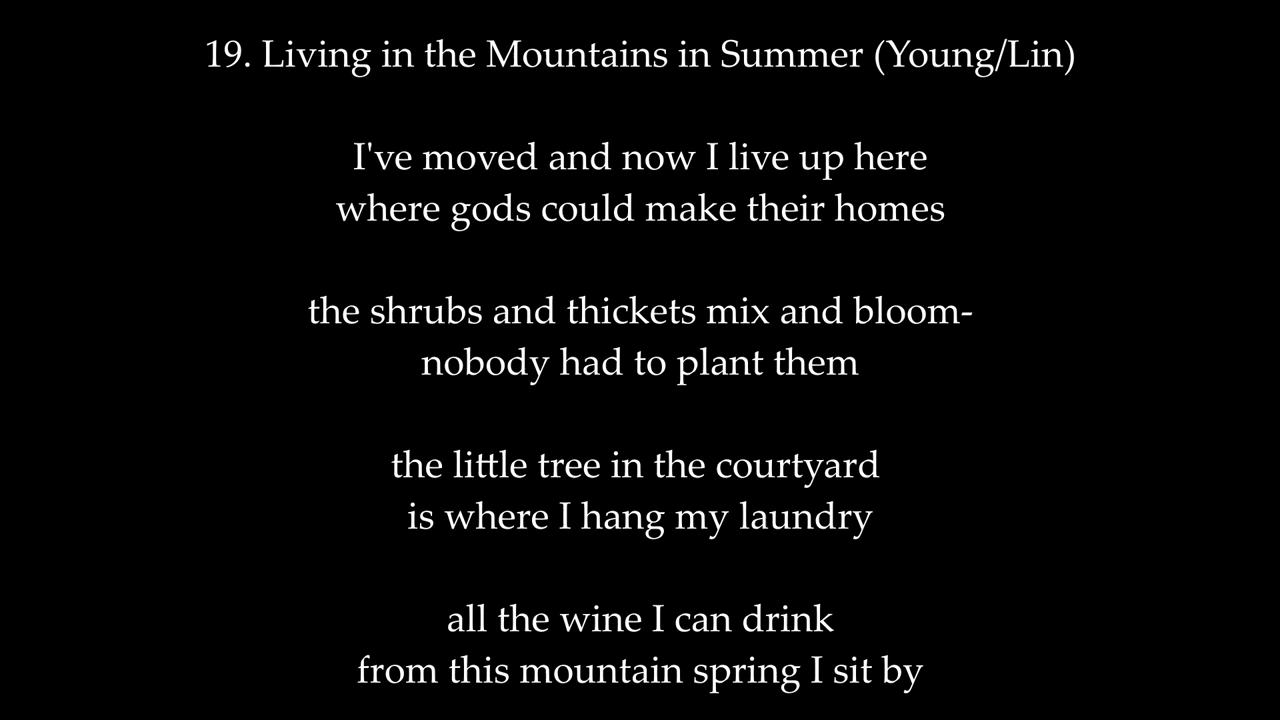 19. Living in the Mountains in Summer (Young/Lin)
I've moved and now I live up here
where gods could make their homes
the shrubs and thickets mix and bloom-
nobody had to plant them
the little tree in the courtyard
is where I hang my laundry
all the wine I can drink
from this mountain spring I sit by